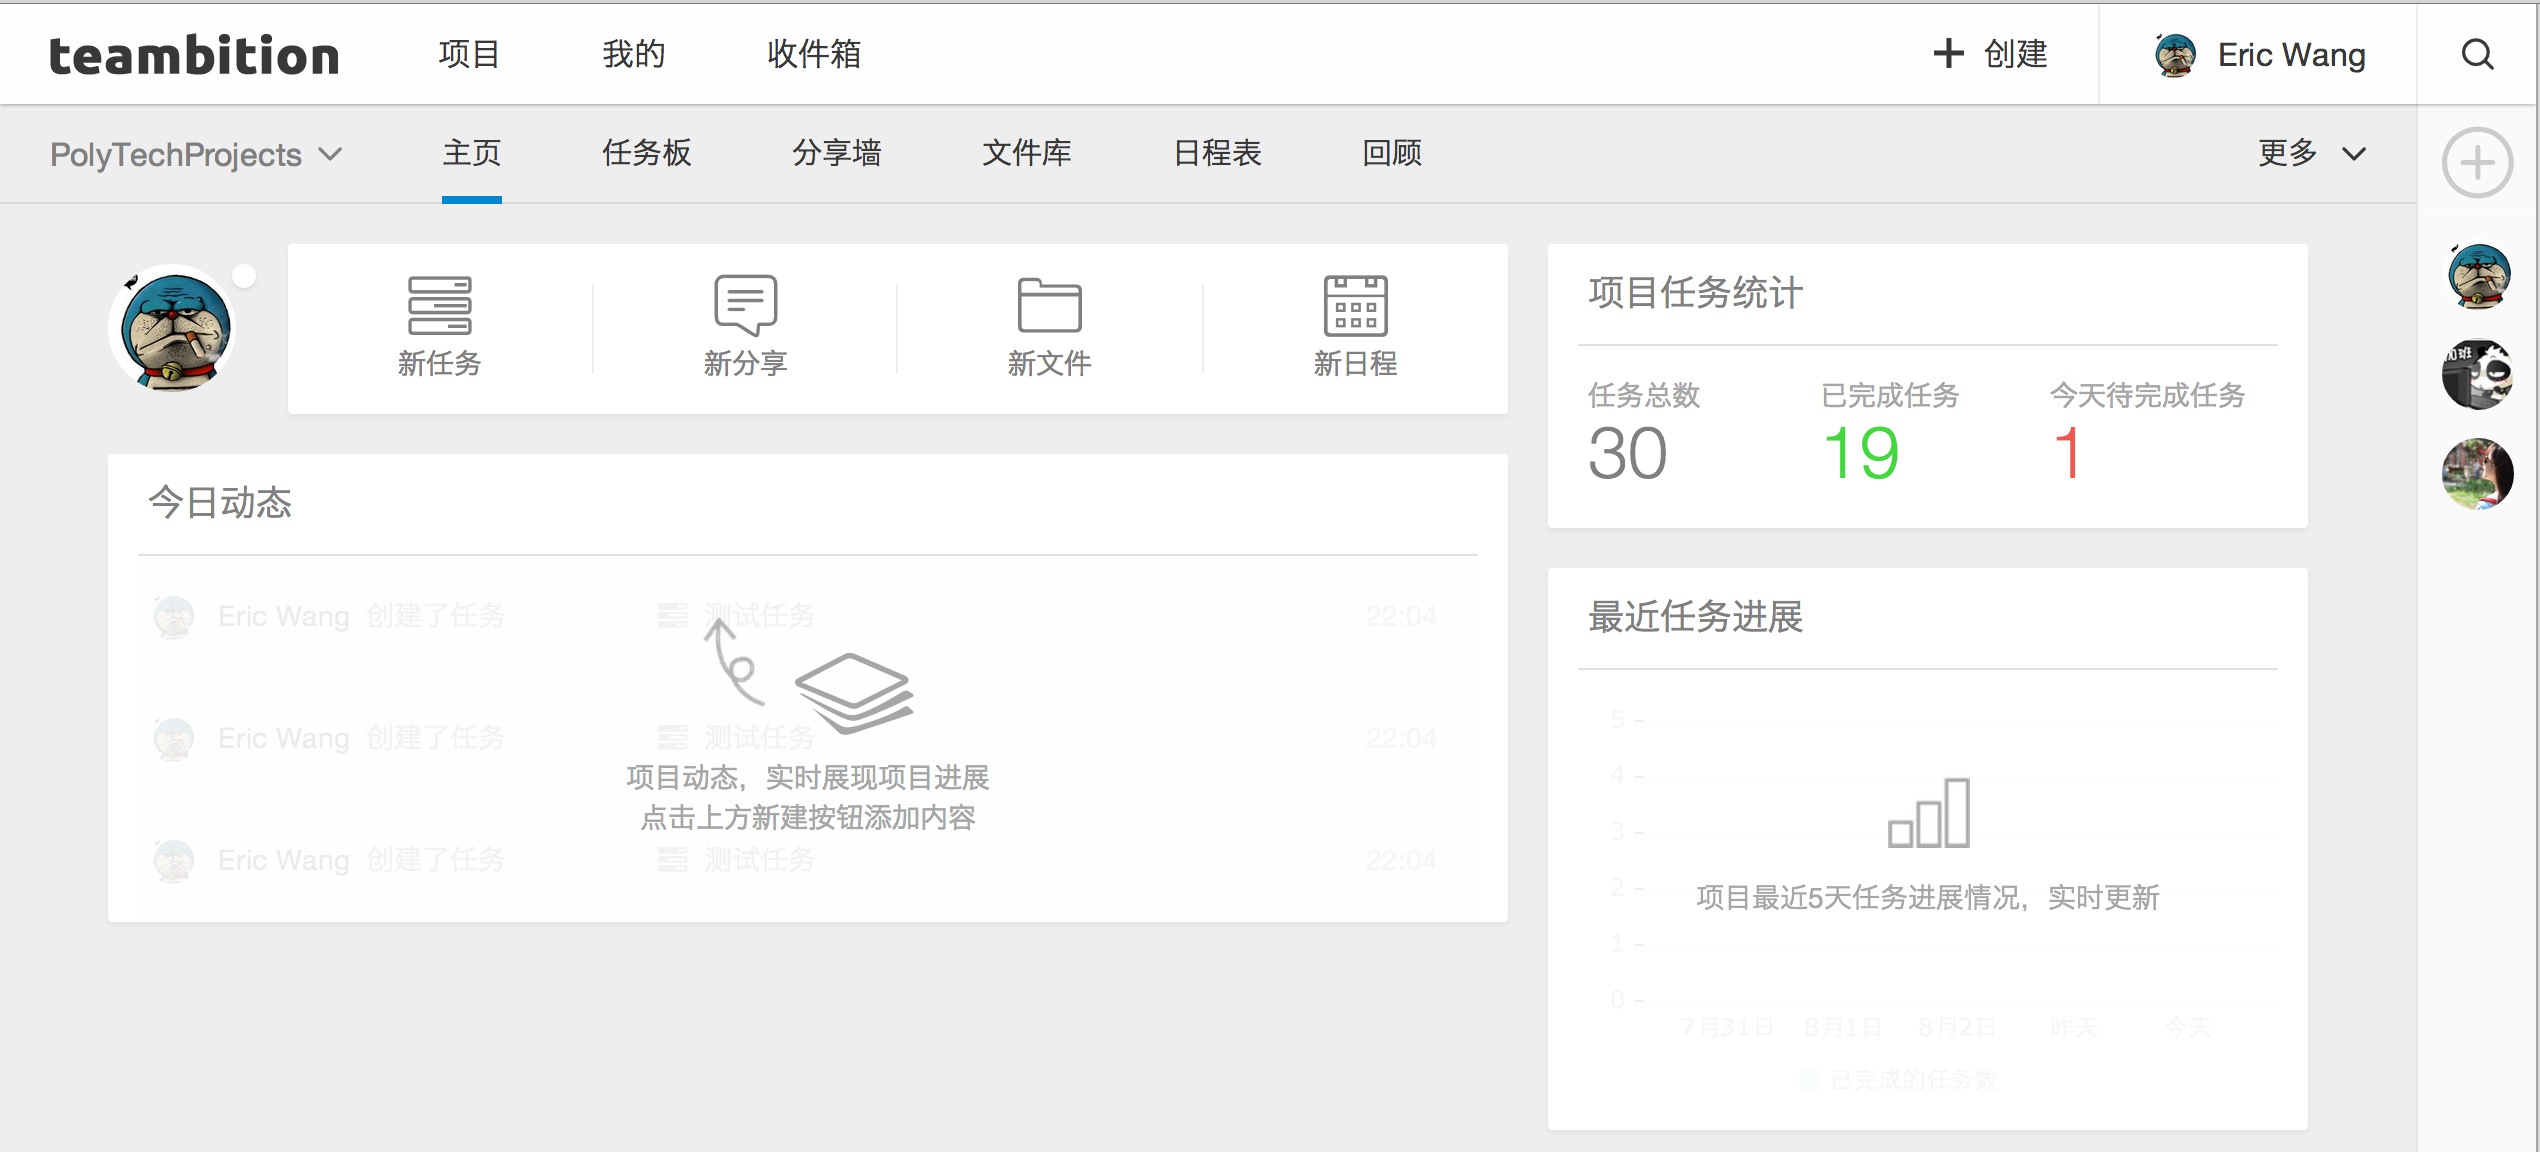 teambition 项目 我的 收件箱 创建 Eric Wang
PolyTechProjects 主页 任务板 分享墙 文件库 日程表 回顾 更多
新任务 新分享 新文件 新日程
项目任务统计
任务总数 已完成任务 今天待完成任务
30 19 1
今日动态
Eric Wang 创建了任务 测试任务 22:04
Eric Wang 创建了任务 测试任务 22:04
项目动态，实时展现项目进展
点击上方新建按钮添加内容
Eric Wang 创建了任务 测试任务 22:04
最近任务进展
5
4
3
2
项目最近5天任务进展情况，实时更新
1
0
7月31日 8月1日 8月2日 昨天 今天
已完成的任务数
加班